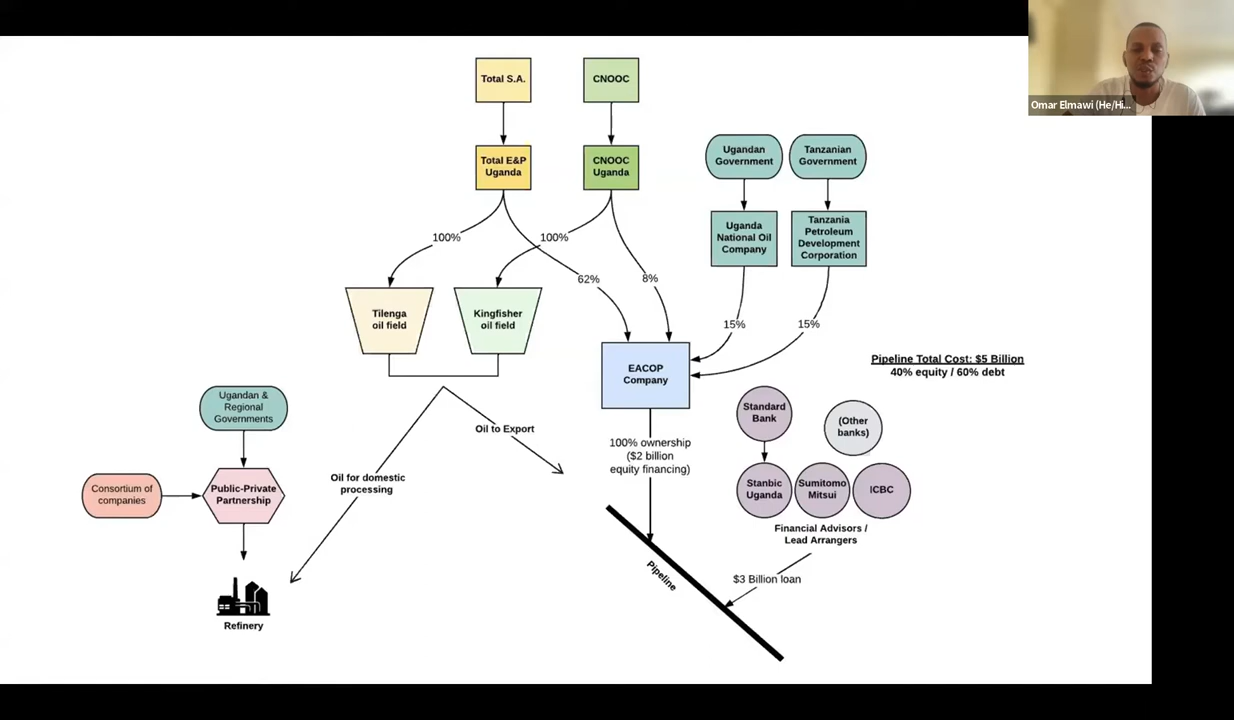 Total S.A.
CNOOC
Omar Elmawi (He/Hi...
Total E&P
Uganda
CNOOC
Uganda
Ugandan
Government
Tanzanian
Government
Uganda
National Oil
Company
Tanzania
Petroleum
Development
Corporation
100%
100%
62%
8%
15%
15%
Tilenga
oil field
Kingfisher
oil field
EACOP
Company
Pipeline Total Cost: $5 Billion
40% equity / 60% debt
Ugandan &
Regional
Governments
Oil to Export
100% ownership
($2 billion
equity financing)
Standard
Bank
(Other
banks)
Consortium of
companies
Public-Private
Partnership
Oil for domestic
processing
Stanbic
Uganda
Sumitomo
Mitsui
ICBC
Financial Advisors /
Lead Arrangers
Pipeline
$3 Billion loan
Refinery